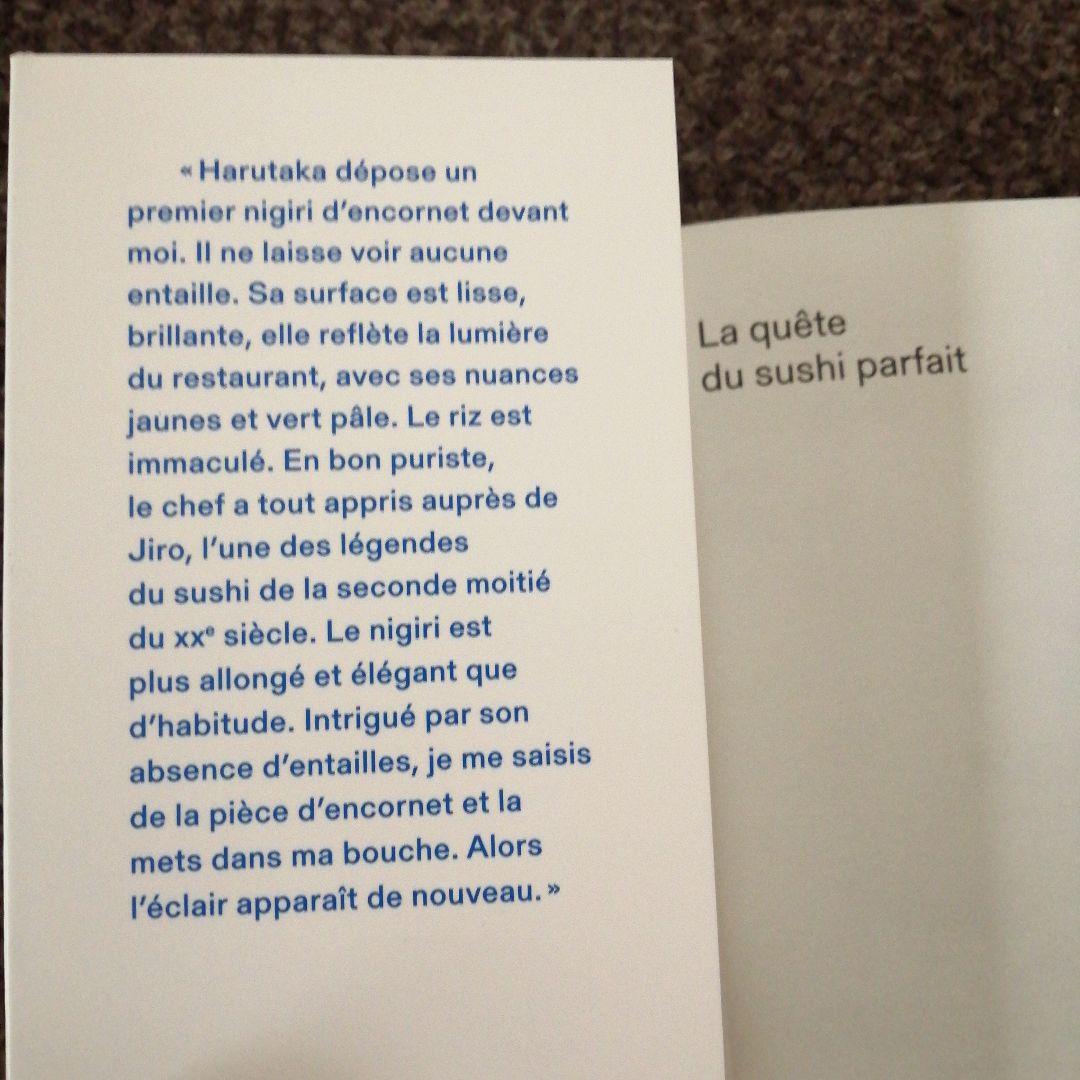 « Harutaka dépose un
premier nigiri d’encornet devant
moi. Il ne laisse voir aucune
entaille. Sa surface est lisse,
brillante, elle reflète la lumière
du restaurant, avec ses nuances
jaunes et vert pâle. Le riz est
immaculé. En bon puriste,
le chef a tout appris auprès de
Jiro, l’une des légendes
du sushi de la seconde moitié
du xxᵉ siècle. Le nigiri est
plus allongé et élégant que
d’habitude. Intrigué par son
absence d’entailles, je me saisis
de la pièce d’encornet et la
mets dans ma bouche. Alors
l’éclair apparaît de nouveau. »
La quête
du sushi parfait